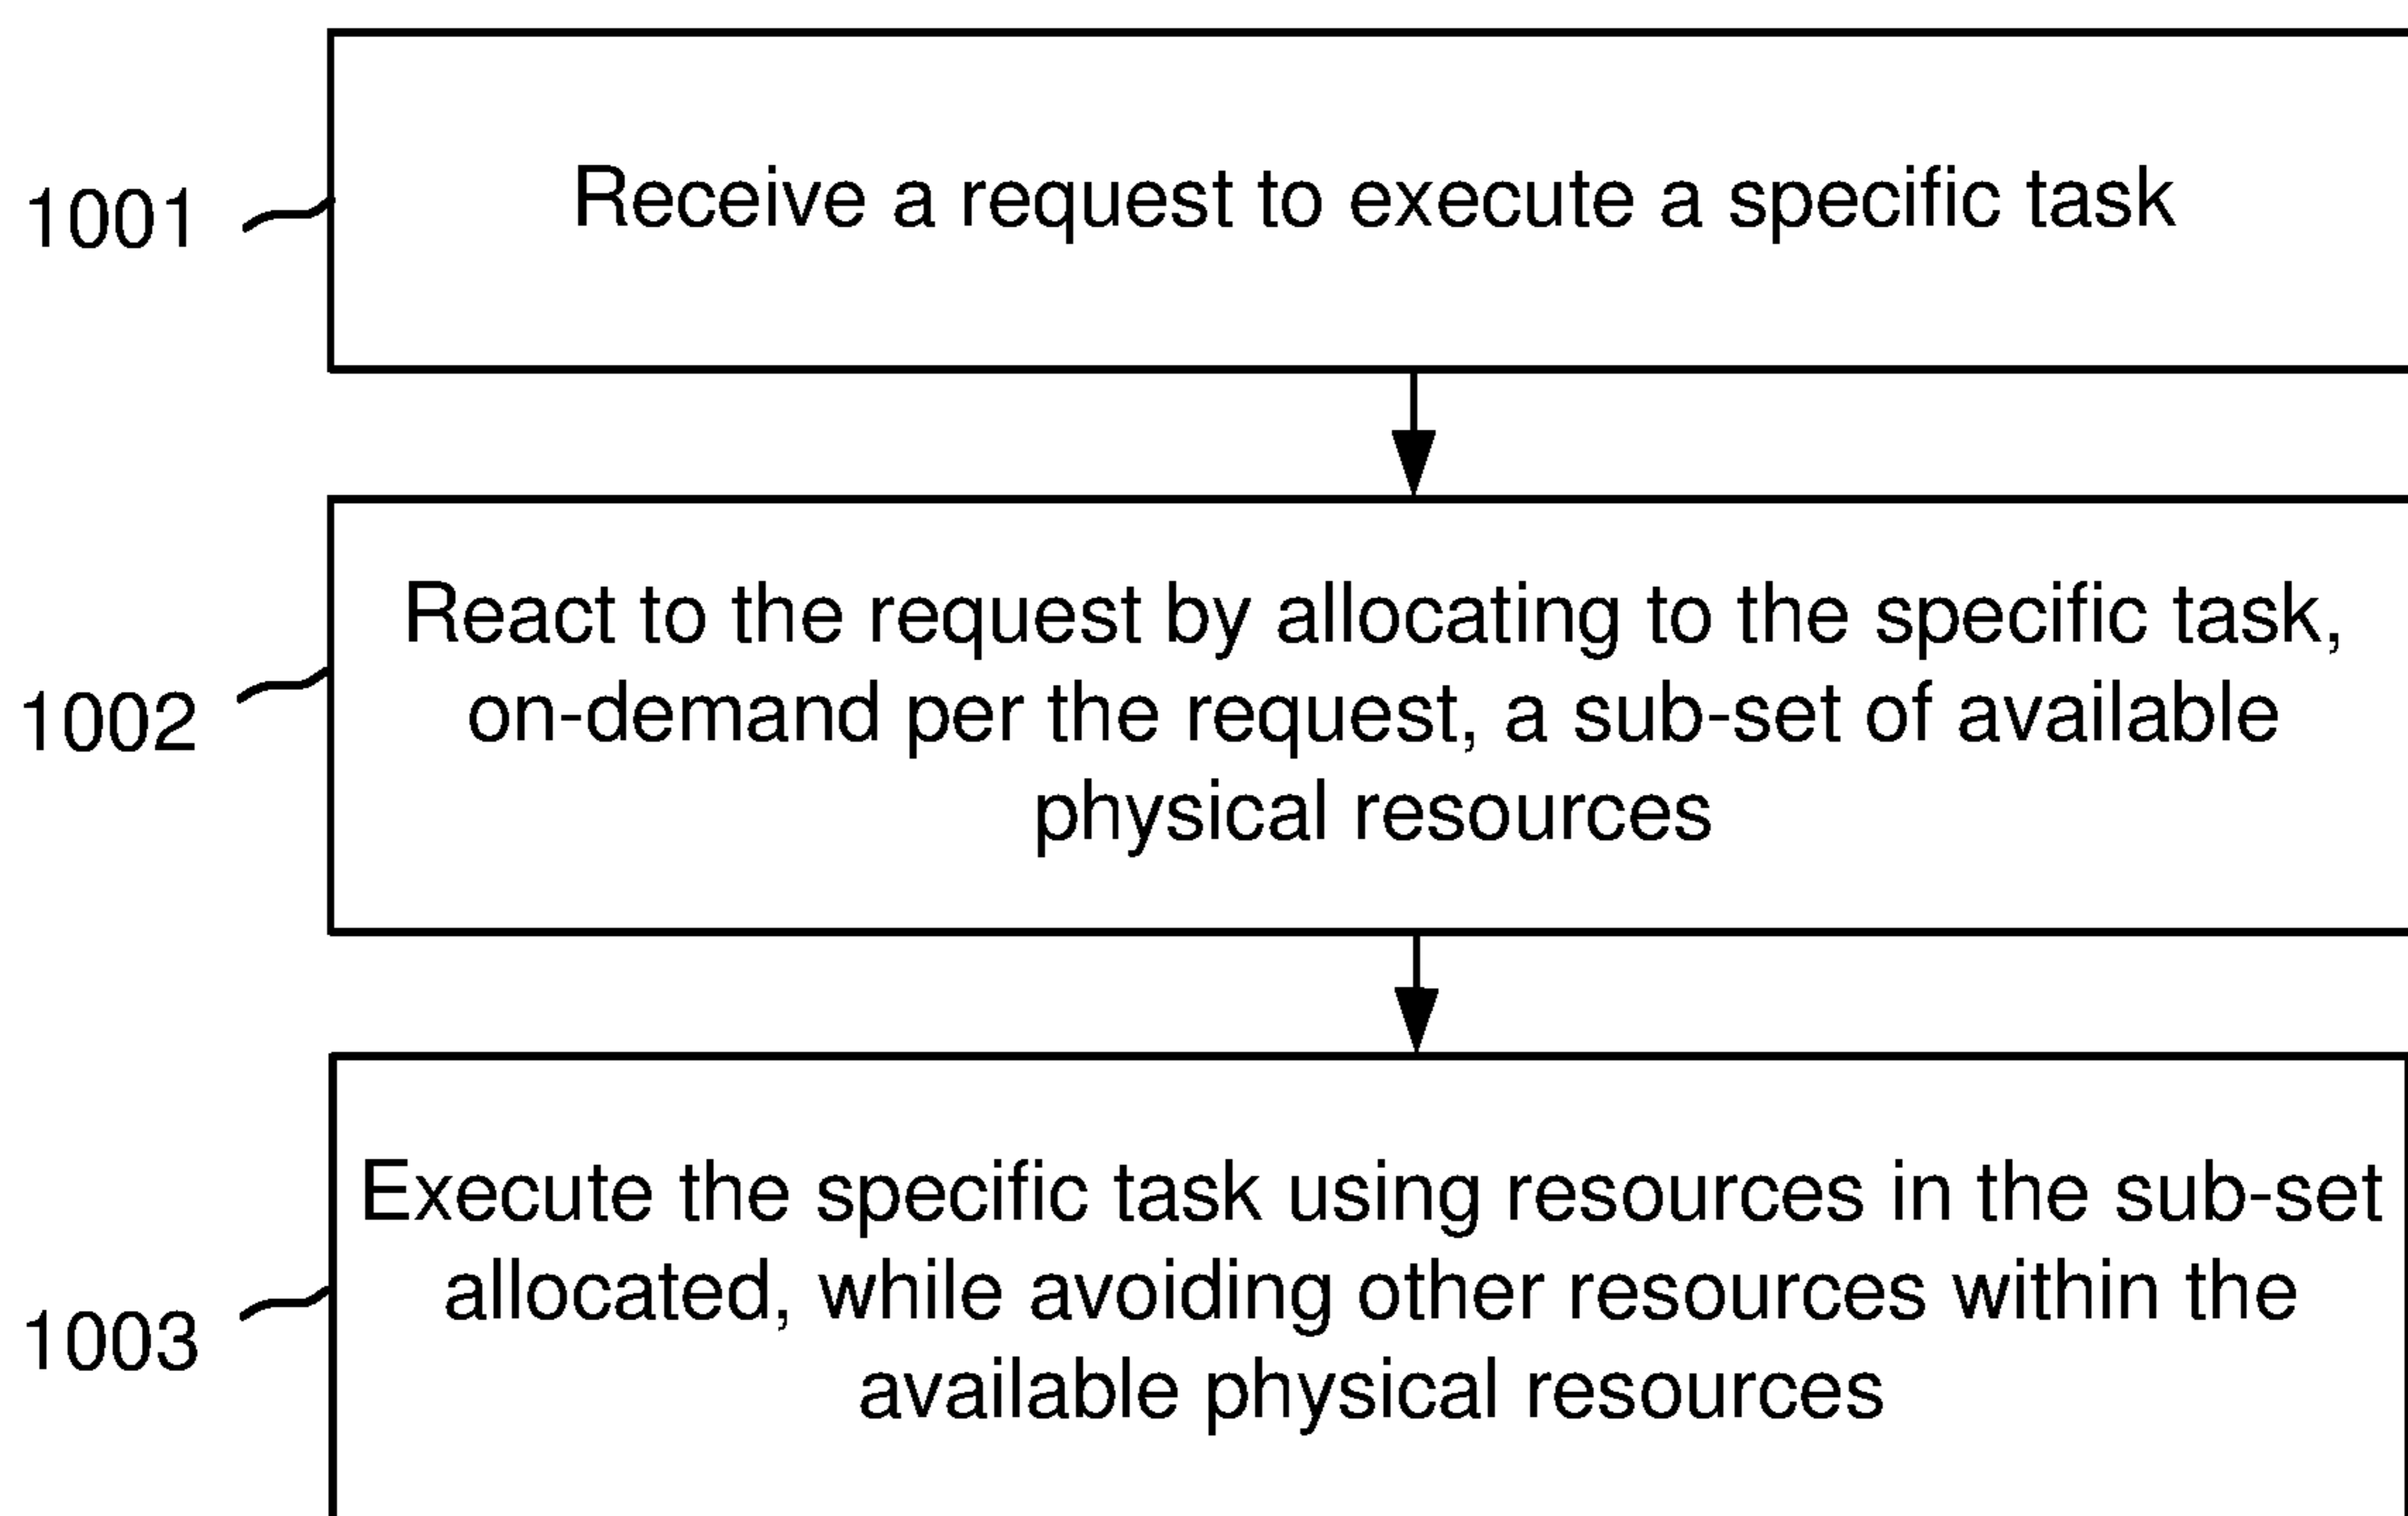 1001
Receive a request to execute a specific task
1002
React to the request by allocating to the specific task,
on-demand per the request, a sub-set of available
physical resources
1003
Execute the specific task using resources in the sub-set
allocated, while avoiding other resources within the
available physical resources